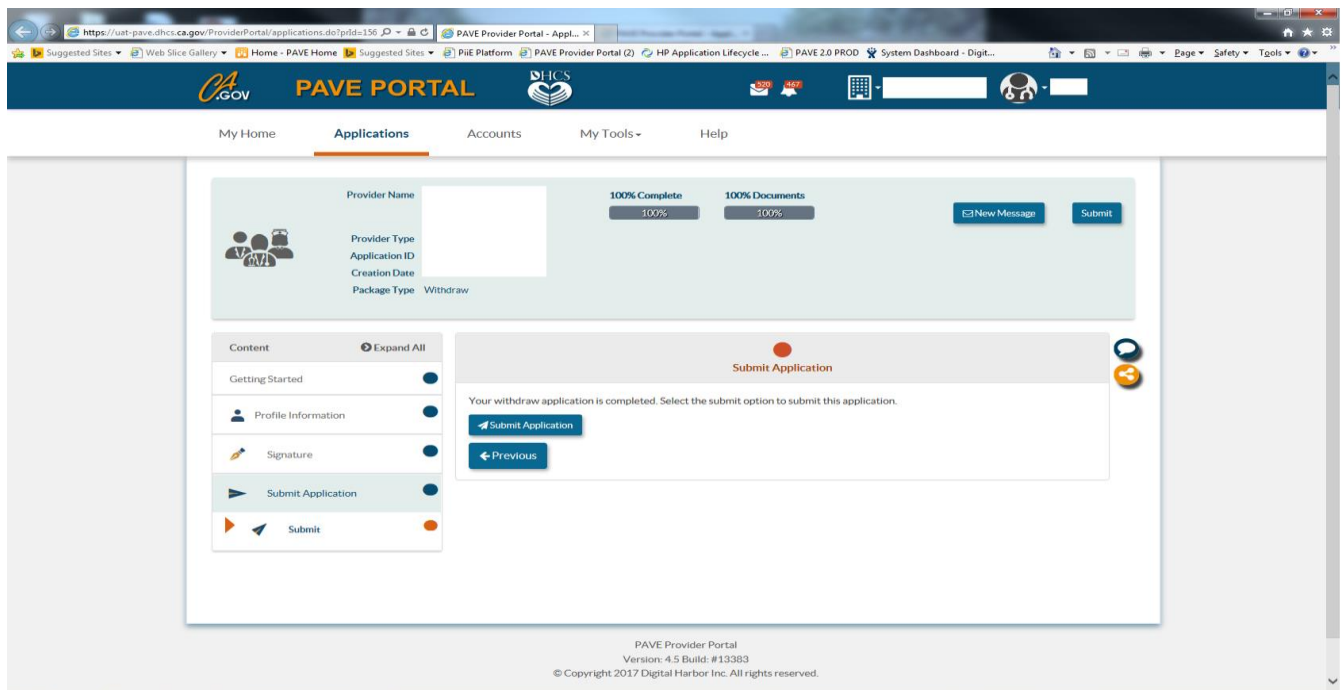 https://uat-pave.dhcs.ca.gov/ProviderPortal/applications.do?prId=156
PAVE Provider Portal - Appl...
Suggested Sites Web Slice Gallery Home - PAVE Home Suggested Sites PiiE Platform PAVE Provider Portal (2) HP Application Lifecycle ... PAVE 2.0 PROD System Dashboard - Digit... Page Safety Tools
CA.GOV PAVE PORTAL DHCS 520 467
My Home Applications Accounts My Tools Help
Provider Name 100% Complete 100% Documents
100% 100%
New Message Submit
Provider Type
Application ID
Creation Date
Package Type Withdraw
Content Expand All
Getting Started
Profile Information
Signature
Submit Application
Submit
Submit Application
Your withdraw application is completed. Select the submit option to submit this application.
Submit Application
Previous
PAVE Provider Portal
Version: 4.5 Build: #13383
© Copyright 2017 Digital Harbor Inc. All rights reserved.